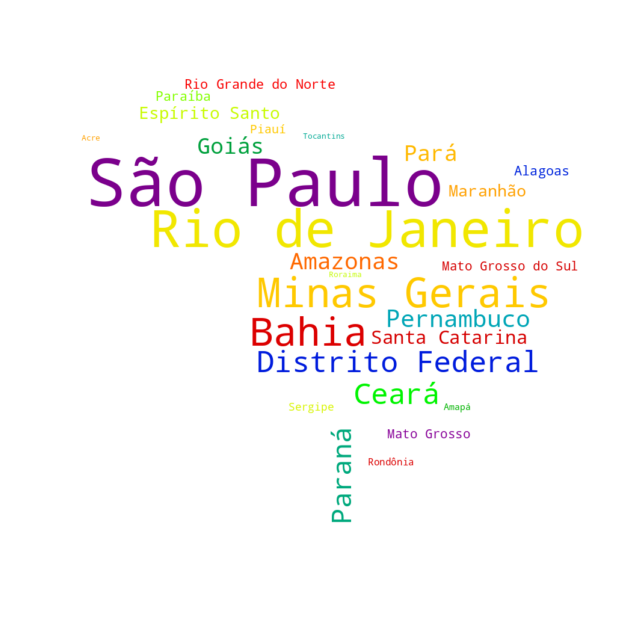 Rio Grande do Norte
Paraíba
Espírito Santo
Piauí
Acre
Tocantins
Goiás
Pará
São Paulo
Alagoas
Maranhão
Rio de Janeiro
Amazonas
Mato Grosso do Sul
Roraima
Minas Gerais
Pernambuco
Bahia
Santa Catarina
Distrito Federal
Ceará
Sergipe
Amapá
Paraná
Mato Grosso
Rondônia